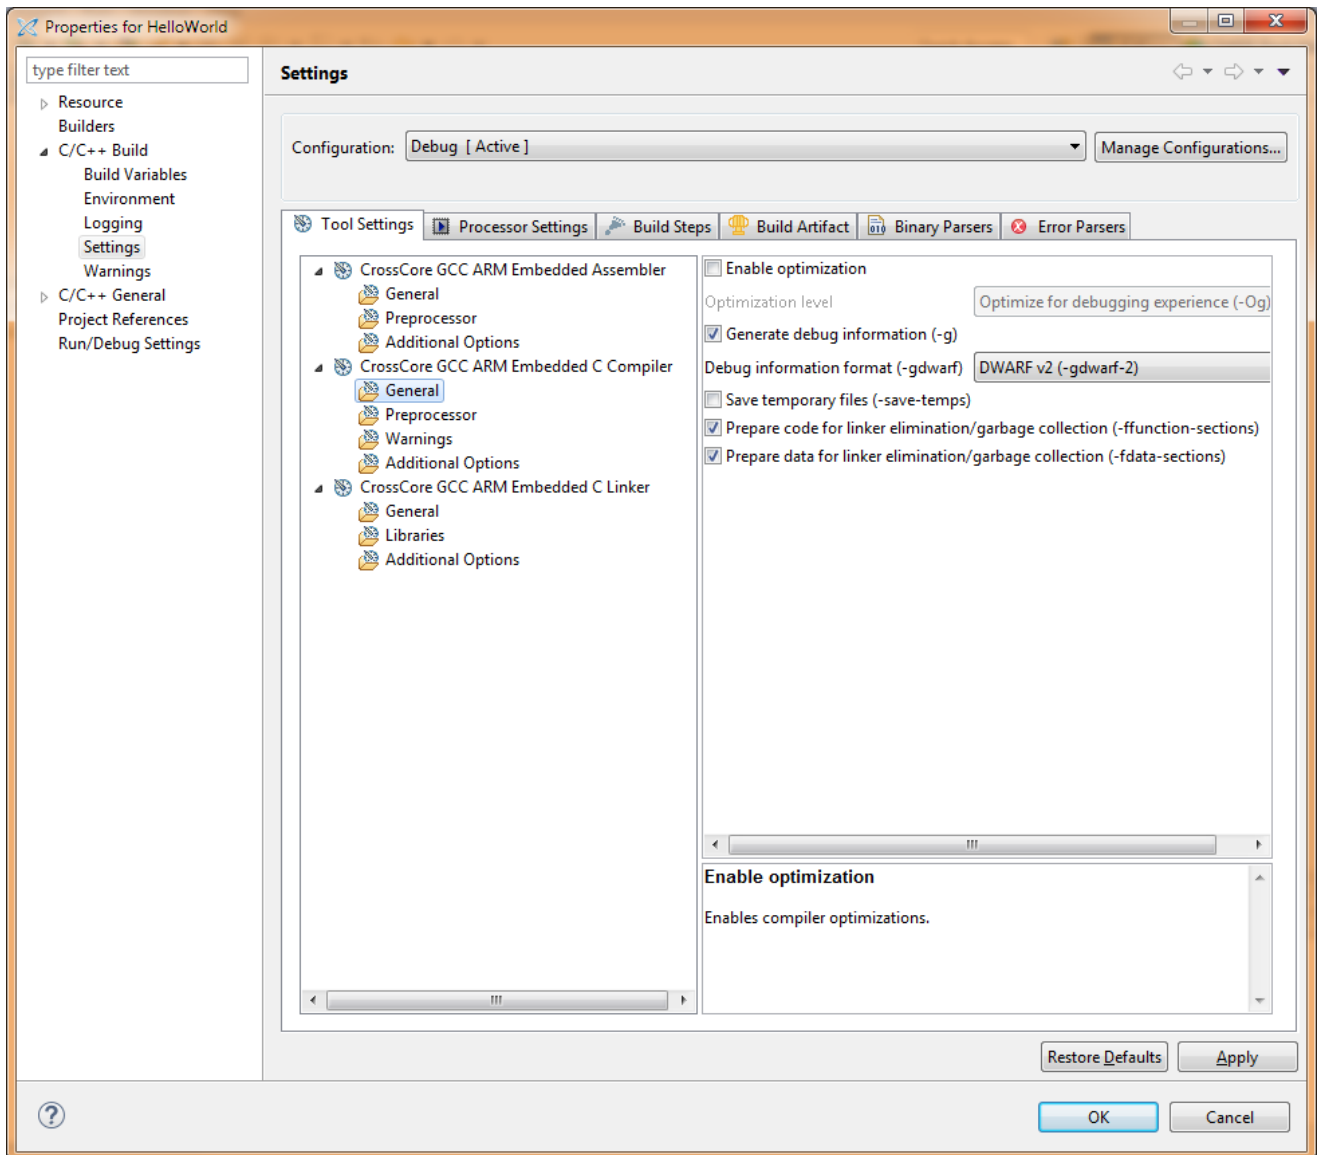 Properties for HelloWorld
type filter text
Resource
Builders
C/C++ Build
Build Variables
Environment
Logging
Settings
Warnings
C/C++ General
Project References
Run/Debug Settings
Settings
Configuration: Debug [ Active ] Manage Configurations...
Tool Settings Processor Settings Build Steps Build Artifact Binary Parsers Error Parsers
CrossCore GCC ARM Embedded Assembler
General
Preprocessor
Additional Options
CrossCore GCC ARM Embedded C Compiler
General
Preprocessor
Warnings
Additional Options
CrossCore GCC ARM Embedded C Linker
General
Libraries
Additional Options
Enable optimization
Optimization level Optimize for debugging experience (-Og)
Generate debug information (-g)
Debug information format (-gdwarf) DWARF v2 (-gdwarf-2)
Save temporary files (-save-temps)
Prepare code for linker elimination/garbage collection (-ffunction-sections)
Prepare data for linker elimination/garbage collection (-fdata-sections)
Enable optimization
Enables compiler optimizations.
Restore Defaults Apply
OK Cancel